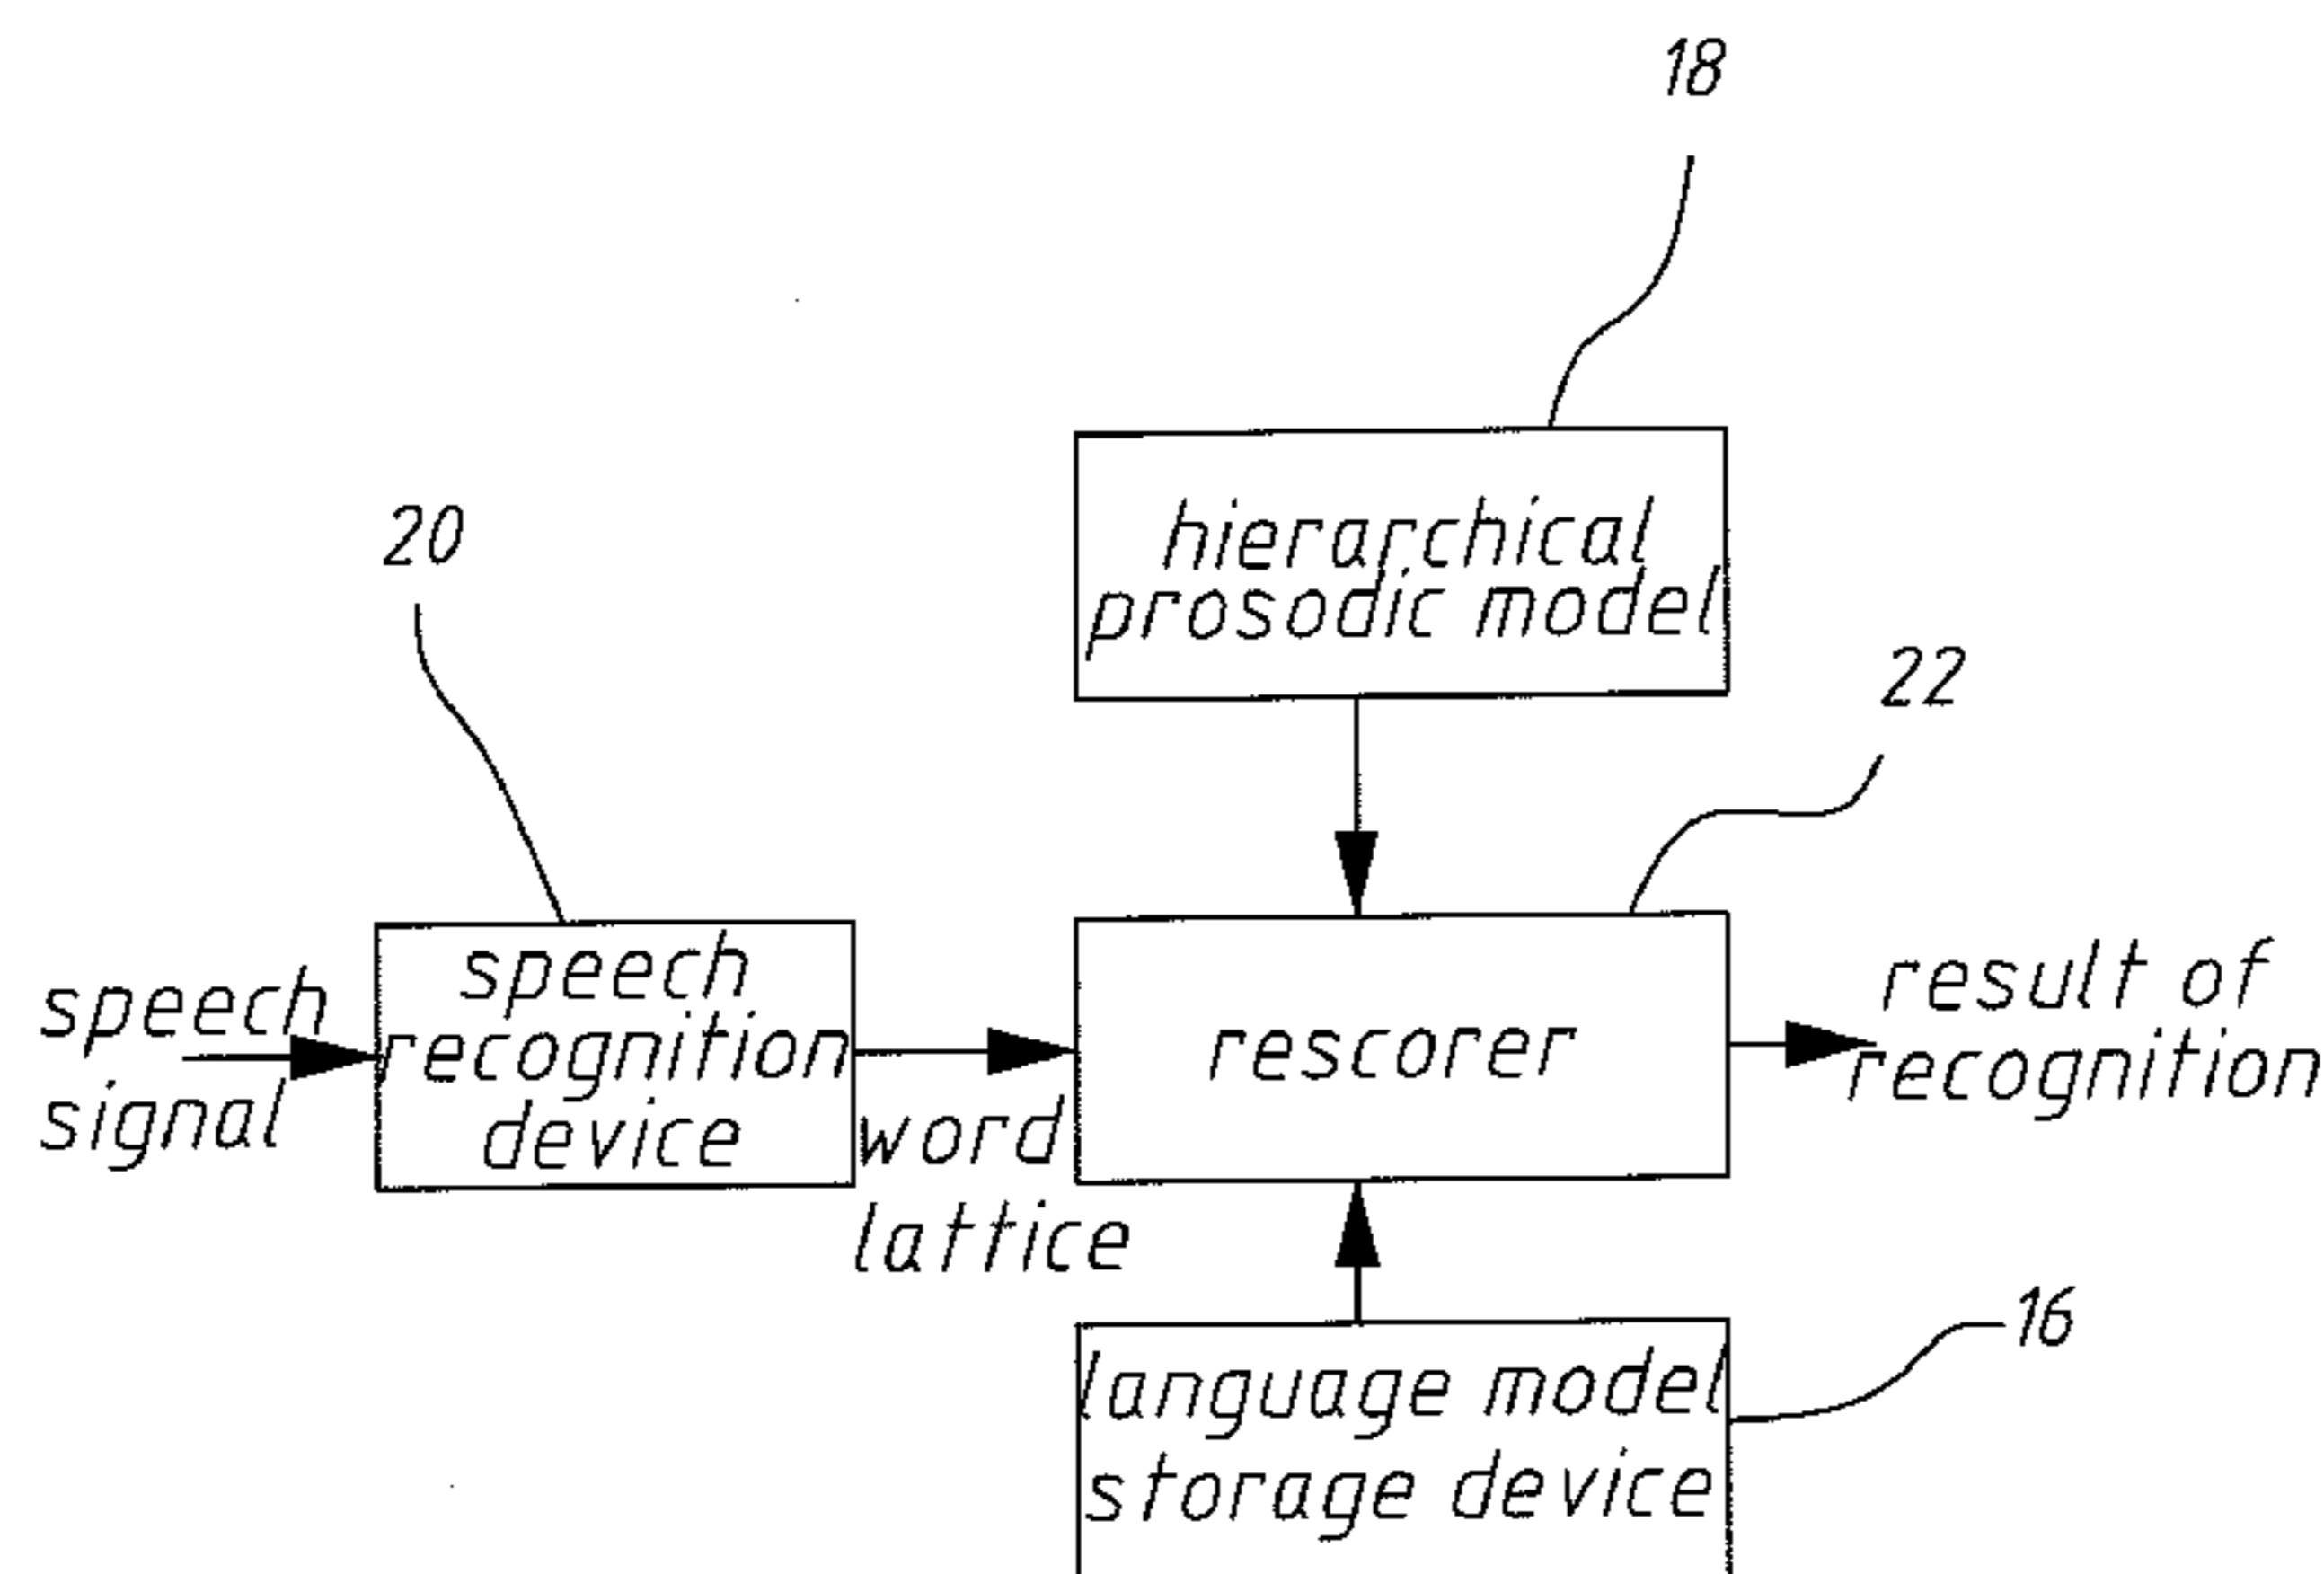 18
hierarchical
prosodic model
20
22
speech
signal
speech
recognition
device
word
lattice
rescorer
result of
recognition
16
language model
storage device